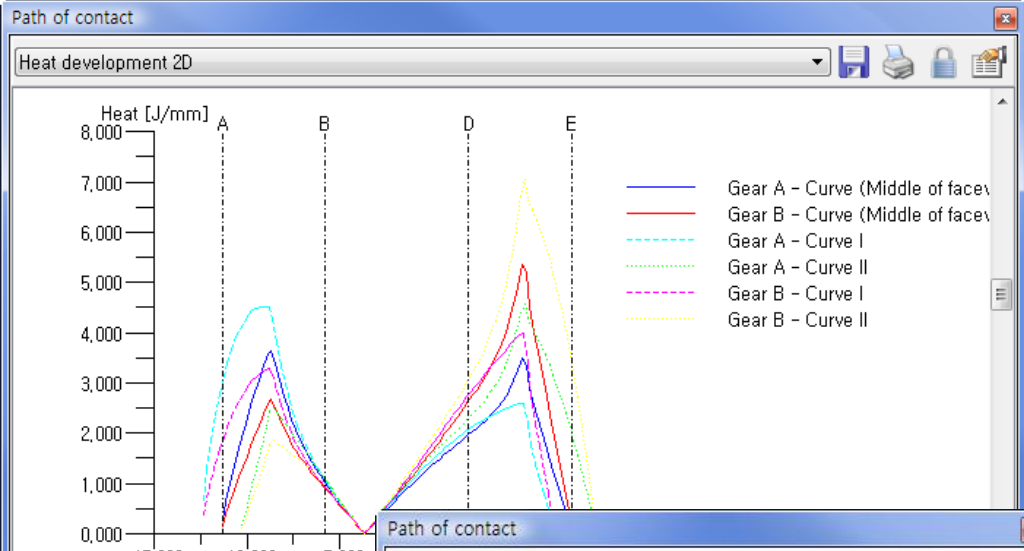 Path of contact
Heat development 2D
Heat [J/mm]
A
B
D
E
8,000
7,000
6,000
5,000
4,000
3,000
2,000
1,000
0,000
Gear A - Curve (Middle of facew
Gear B - Curve (Middle of facew
Gear A - Curve I
Gear A - Curve II
Gear B - Curve I
Gear B - Curve II
Path of contact